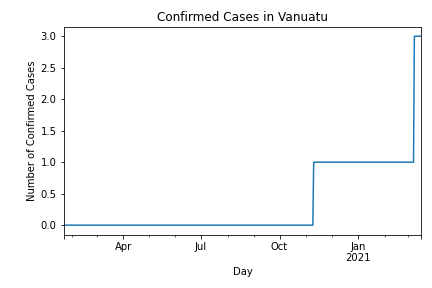 Confirmed Cases in Vanuatu
Number of Confirmed Cases
3.0
2.5
2.0
1.5
1.0
0.5
0.0
Apr Jul Oct Jan
2021
Day